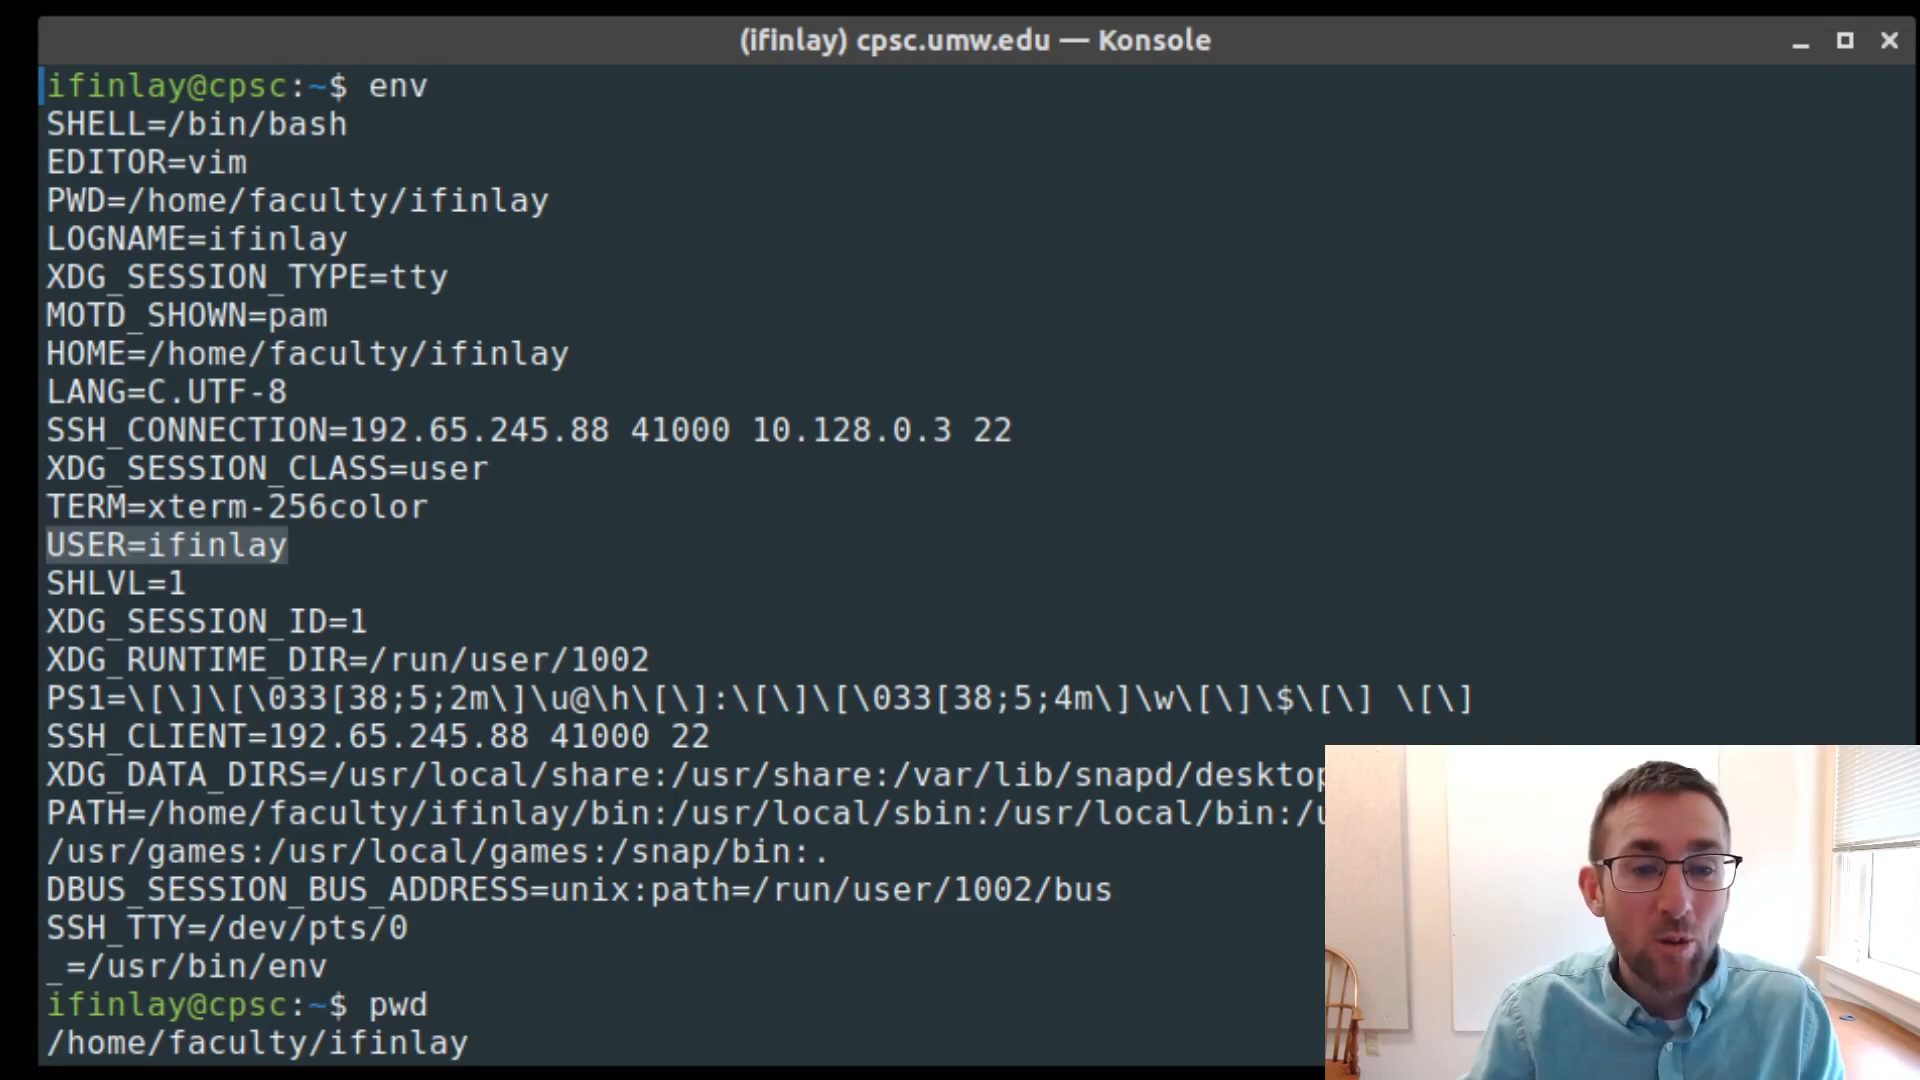 (ifinlay) cpsc.umw.edu — Konsole
ifinlay@cpsc:~$ env
SHELL=/bin/bash
EDITOR=vim
PWD=/home/faculty/ifinlay
LOGNAME=ifinlay
XDG_SESSION_TYPE=tty
MOTD_SHOWN=pam
HOME=/home/faculty/ifinlay
LANG=C.UTF-8
SSH_CONNECTION=192.65.245.88 41000 10.128.0.3 22
XDG_SESSION_CLASS=user
TERM=xterm-256color
USER=ifinlay
SHLVL=1
XDG_SESSION_ID=1
XDG_RUNTIME_DIR=/run/user/1002
PS1=\[\]\[\033[38;5;2m\]\u@\h\[\]:\[\]\[\033[38;5;4m\]\w\[\]\$\[\] \[\]
SSH_CLIENT=192.65.245.88 41000 22
XDG_DATA_DIRS=/usr/local/share:/usr/share:/var/lib/snapd/desktop
PATH=/home/faculty/ifinlay/bin:/usr/local/sbin:/usr/local/bin:/u
/usr/games:/usr/local/games:/snap/bin:.
DBUS_SESSION_BUS_ADDRESS=unix:path=/run/user/1002/bus
SSH_TTY=/dev/pts/0
_=/usr/bin/env
ifinlay@cpsc:~$ pwd
/home/faculty/ifinlay